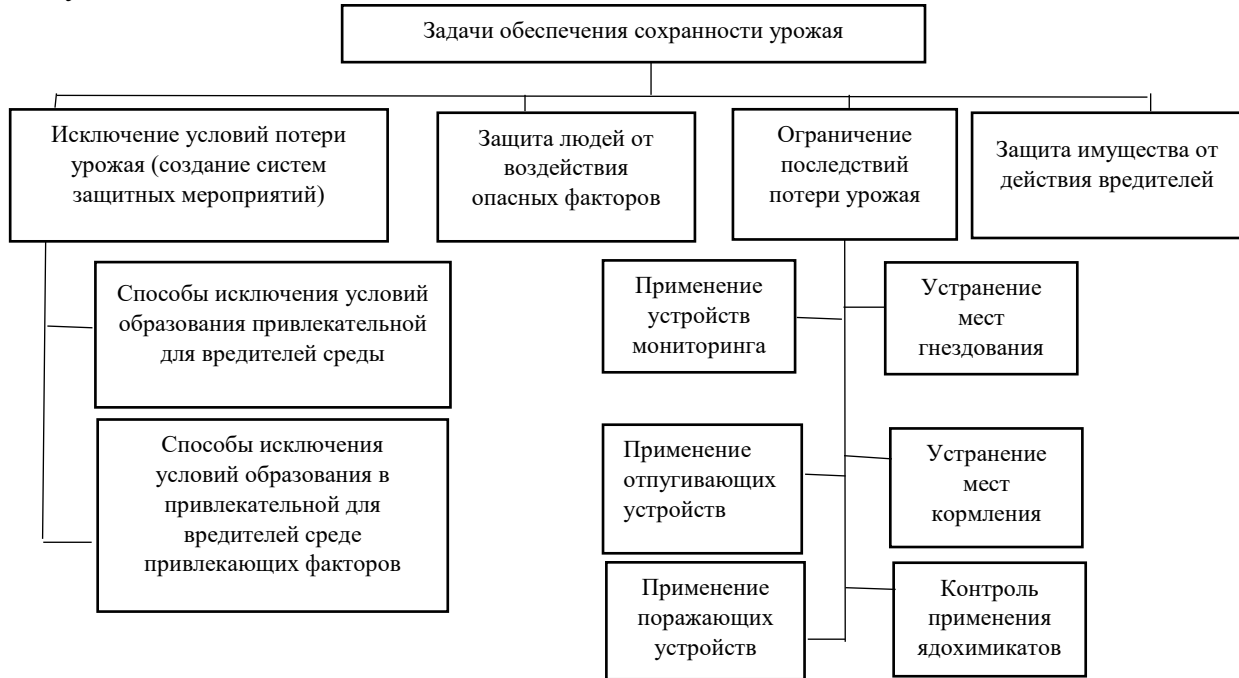 Задачи обеспечения сохранности урожая
Исключение условий потери
урожая (создание систем
защитных мероприятий)
Защита людей от
воздействия
опасных факторов
Ограничение
последствий
потери урожая
Защита имущества от
действия вредителей
Способы исключения условий
образования привлекательной
для вредителей среды
Способы исключения
условий образования в
привлекательной для
вредителей среде
привлекающих факторов
Применение
устройств
мониторинга
Устранение
мест
гнездования
Применение
отпугивающих
устройств
Устранение
мест
кормления
Применение
поражающих
устройств
Контроль
применения
ядохимикатов